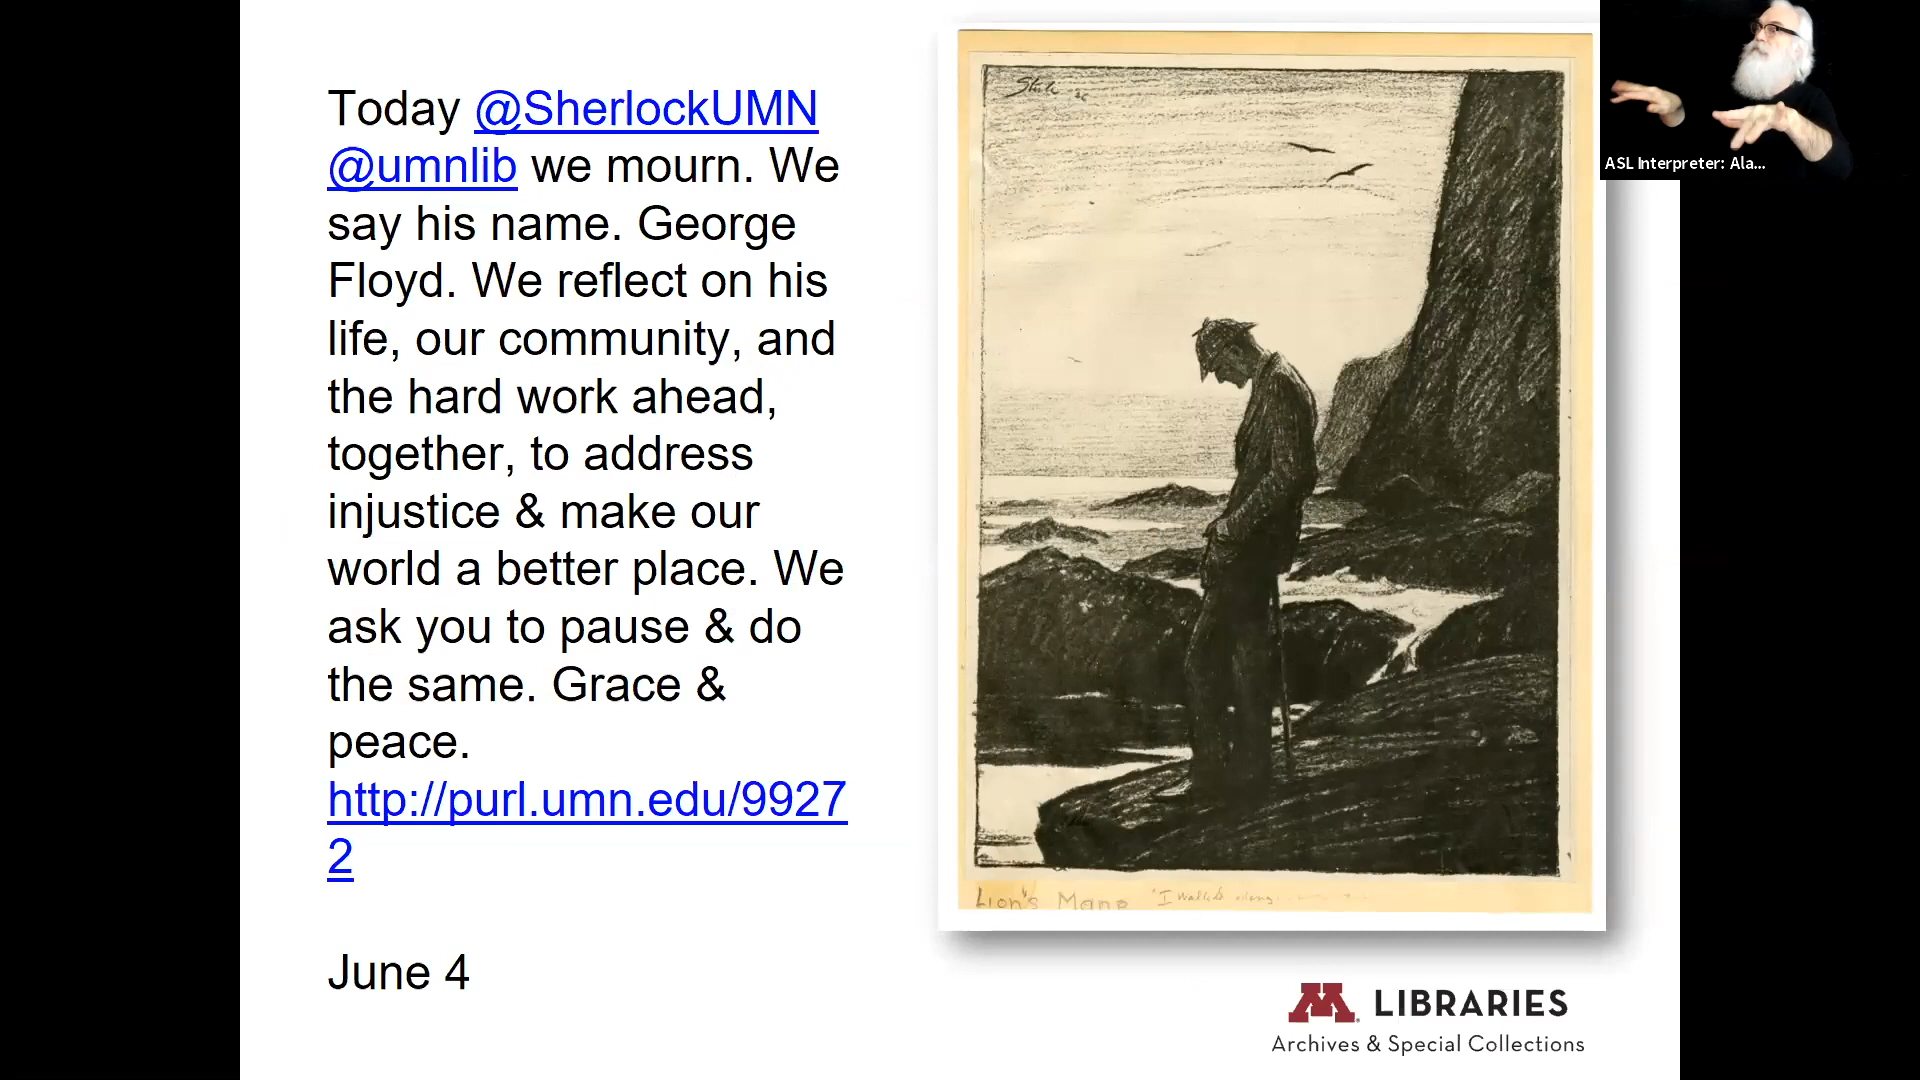 Today @SherlockUMN
@umnlib we mourn. We
say his name. George
Floyd. We reflect on his
life, our community, and
the hard work ahead,
together, to address
injustice & make our
world a better place. We
ask you to pause & do
the same. Grace &
peace.
http://purl.umn.edu/9927
2
June 4
Lion's Mane "I walked along
M LIBRARIES
Archives & Special Collections
ASL Interpreter: Ala...